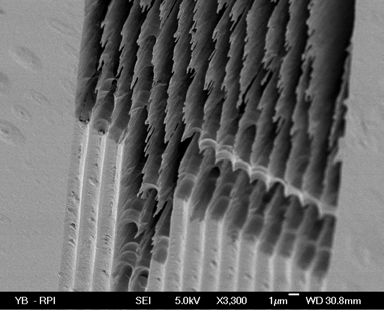 YB - RPI SEI 5.0kV X3,300 1μm WD 30.8mm